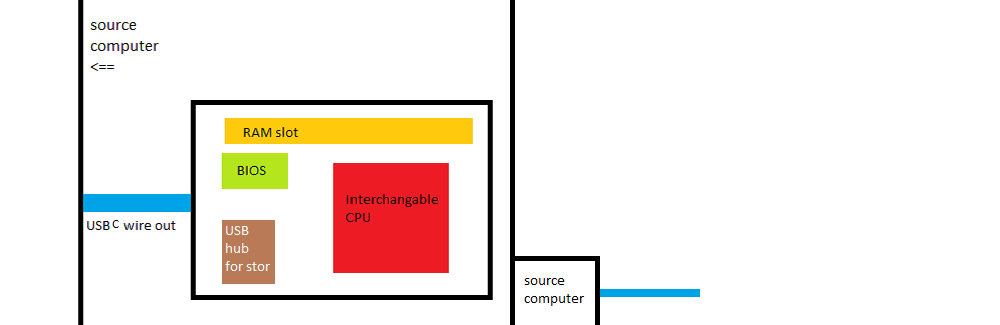 source
computer
<==
RAM slot
BIOS
Interchangable
CPU
USB C wire out
USB
hub
for stor
source
computer